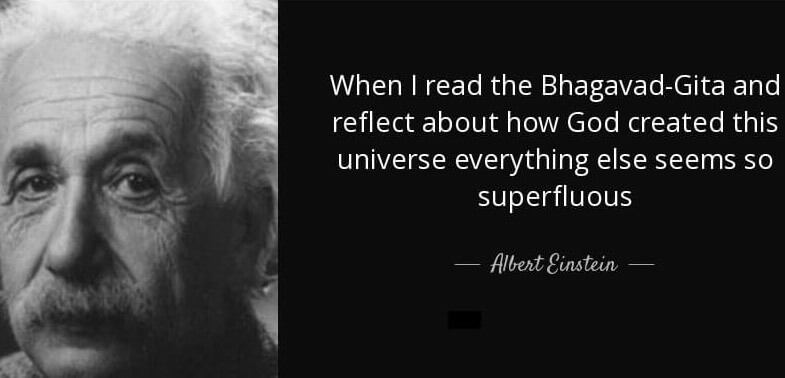 When I read the Bhagavad-Gita and
reflect about how God created this
universe everything else seems so
superfluous
Albert Einstein